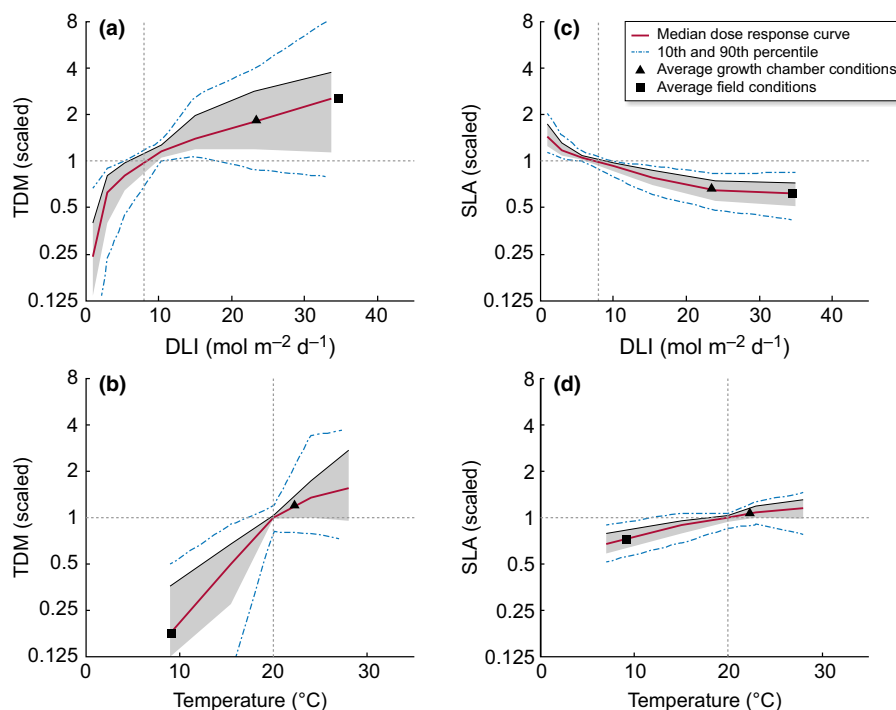 (a)
8
4
2
1
0.5
0.25
0.125
TDM (scaled)
0 10 20 30 40
DLI (mol m⁻² d⁻¹)
(c)
8
4
2
1
0.5
0.25
0.125
SLA (scaled)
0 10 20 30 40
DLI (mol m⁻² d⁻¹)
Median dose response curve
10th and 90th percentile
Average growth chamber conditions
Average field conditions
(b)
8
4
2
1
0.5
0.25
0.125
TDM (scaled)
0 10 20 30
Temperature (°C)
(d)
8
4
2
1
0.5
0.25
0.125
SLA (scaled)
0 10 20 30
Temperature (°C)